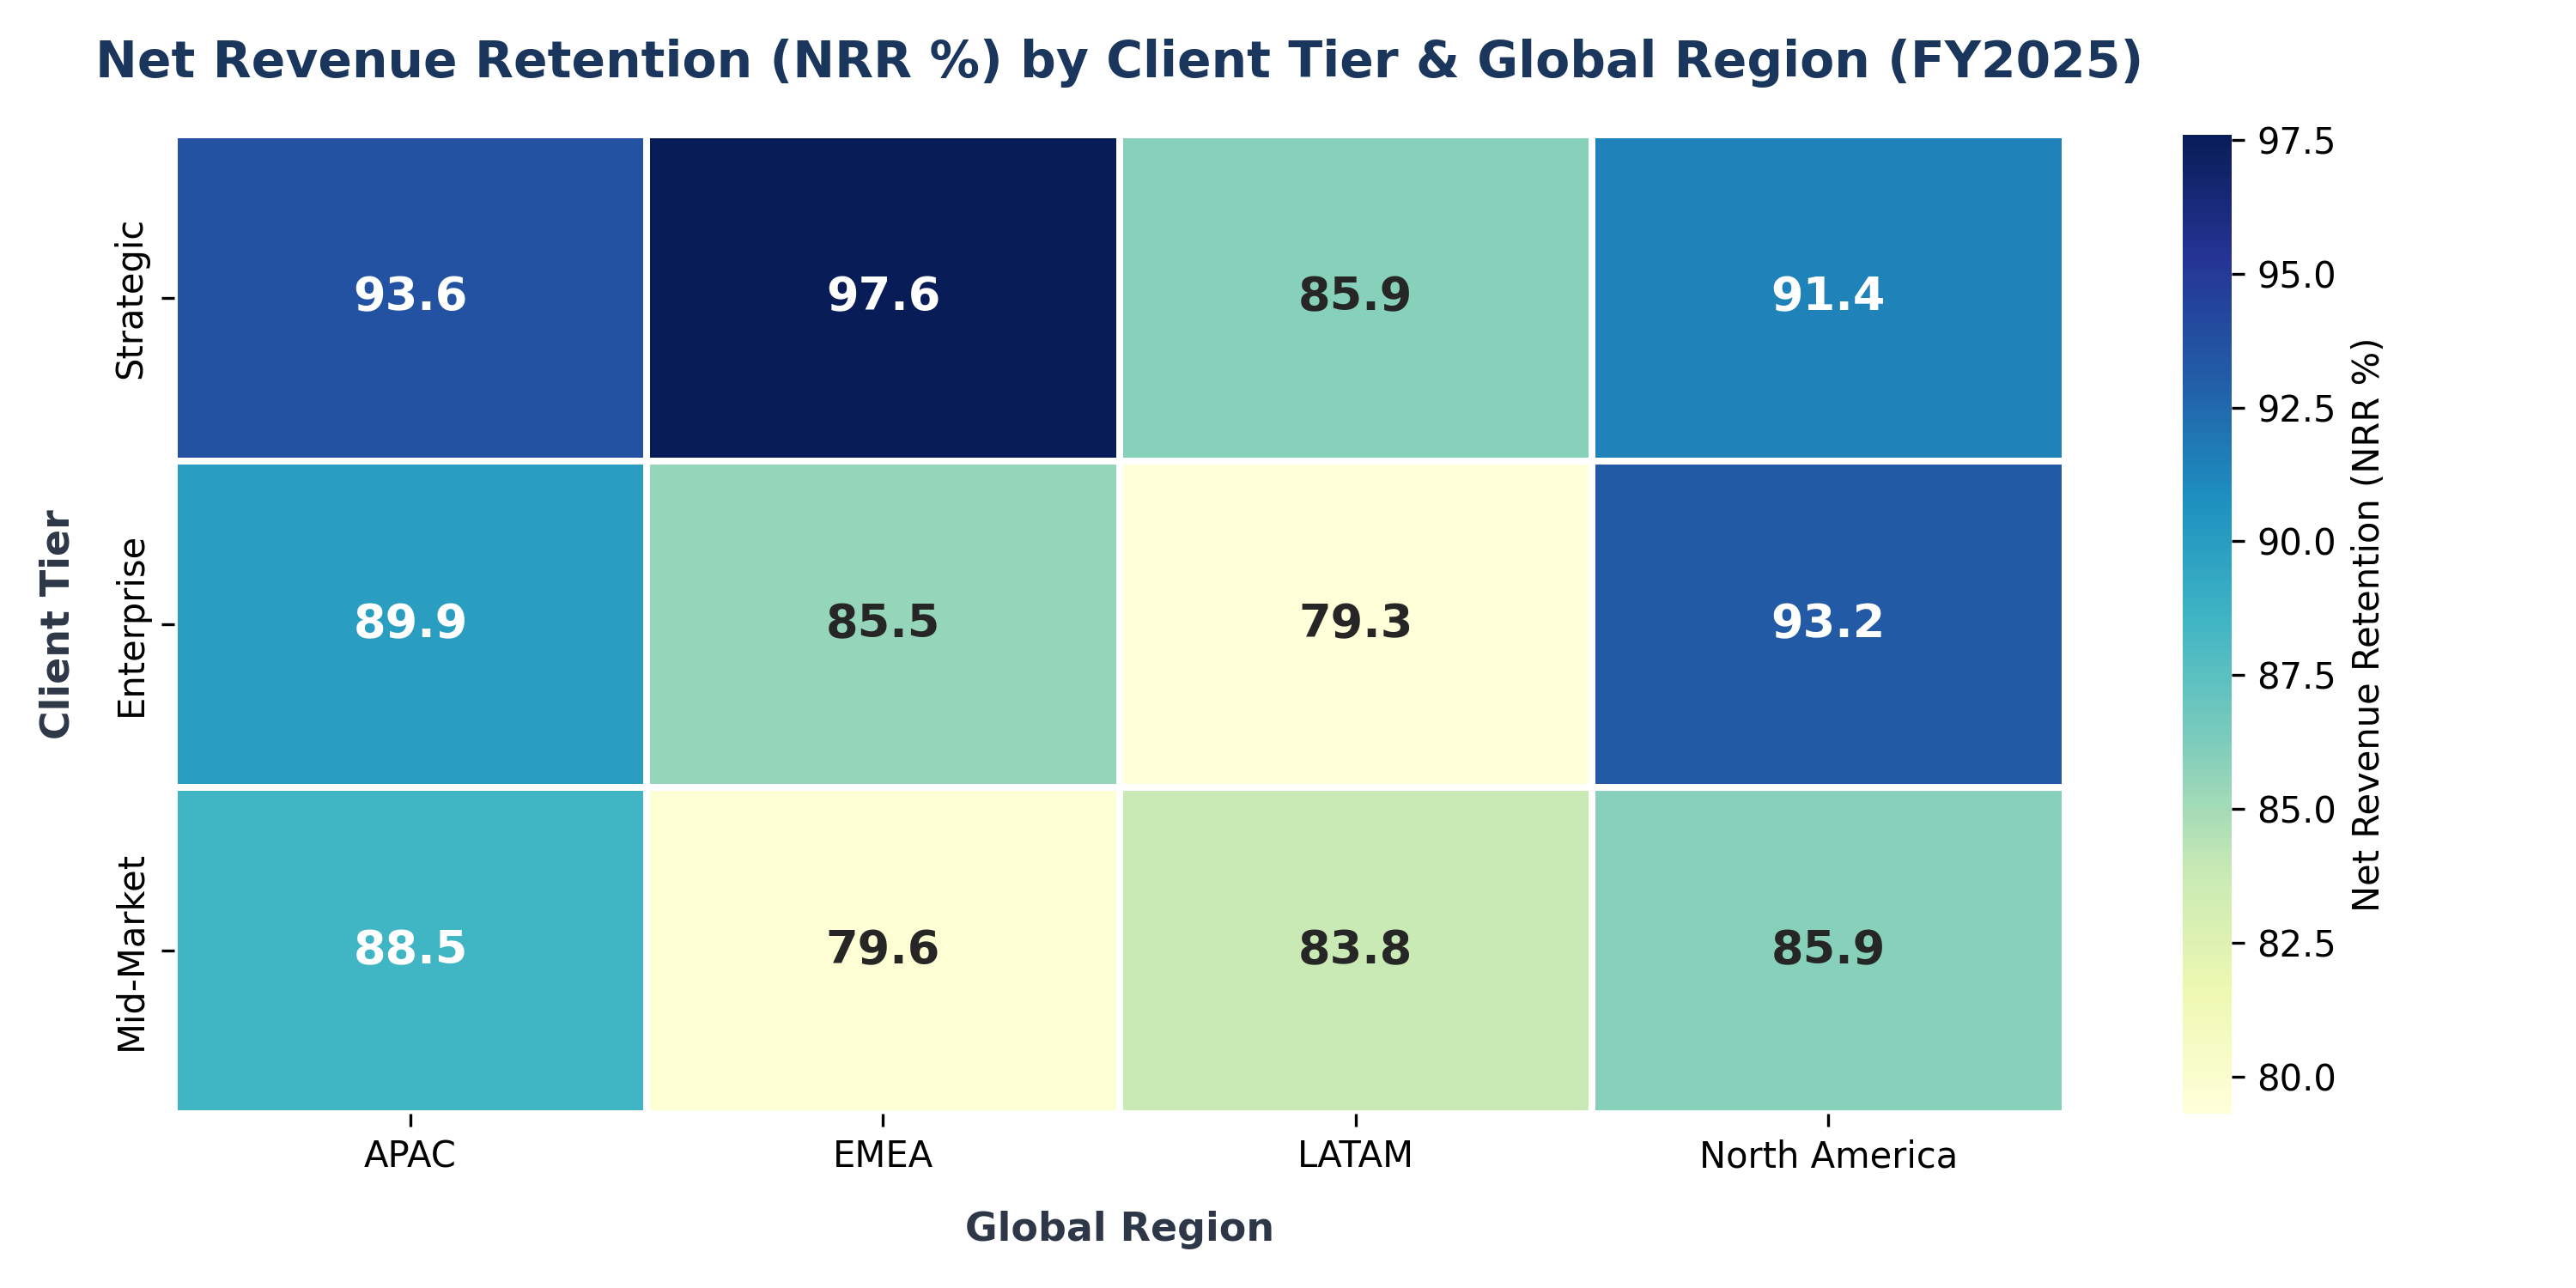 Net Revenue Retention (NRR %) by Client Tier & Global Region (FY2025)
Client Tier
Strategic
93.6
97.6
85.9
91.4
Enterprise
89.9
85.5
79.3
93.2
Mid-Market
88.5
79.6
83.8
85.9
APAC
EMEA
LATAM
North America
Global Region
97.5
95.0
92.5
90.0
87.5
85.0
82.5
80.0
Net Revenue Retention (NRR %)